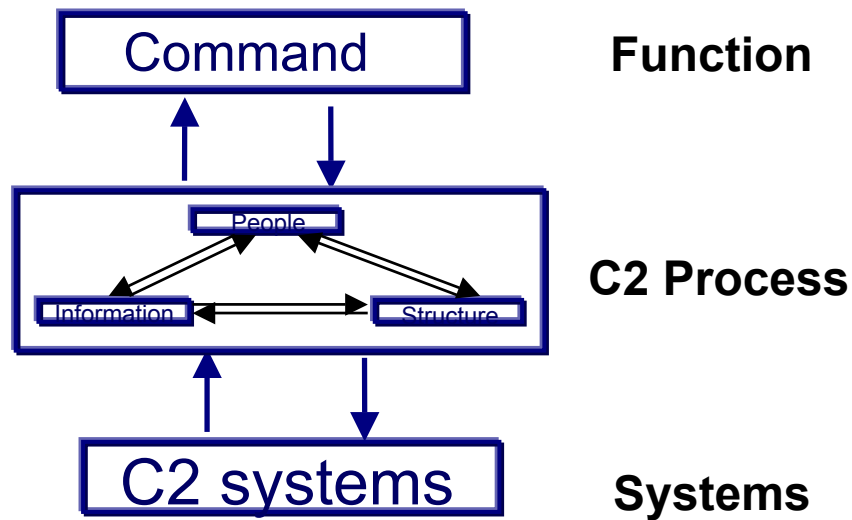 Command
Function
People
C2 Process
Information
Structure
C2 systems
Systems